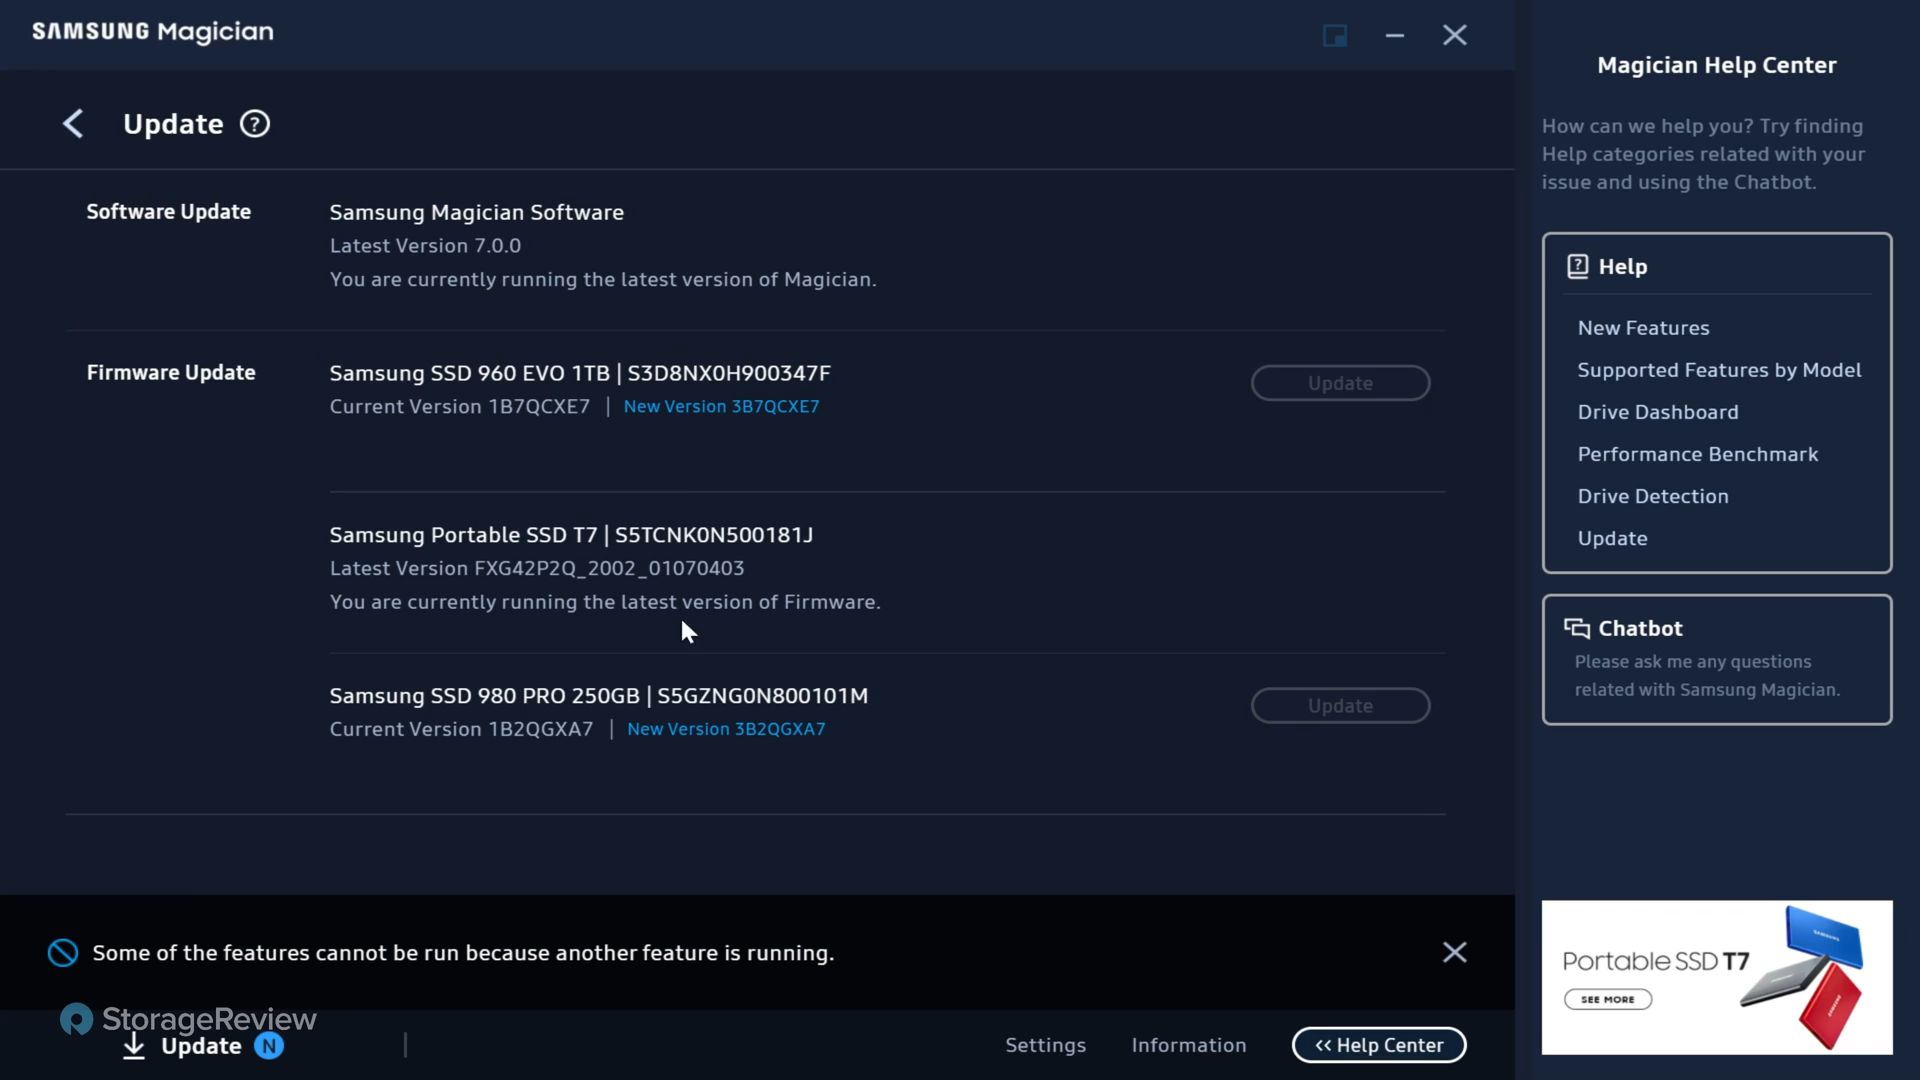 SAMSUNG Magician
Update ?
Software Update
Samsung Magician Software
Latest Version 7.0.0
You are currently running the latest version of Magician.
Firmware Update
Samsung SSD 960 EVO 1TB | S3D8NX0H900347F
Current Version 1B7QCXE7 | New Version 3B7QCXE7
Update
Samsung Portable SSD T7 | S5TCNK0N500181J
Latest Version FXG42P2Q_2002_01070403
You are currently running the latest version of Firmware.
Samsung SSD 980 PRO 250GB | S5GZNG0N800101M
Current Version 1B2QGXA7 | New Version 3B2QGXA7
Update
Some of the features cannot be run because another feature is running.
StorageReview
Update N
Settings
Information
<< Help Center
Magician Help Center
How can we help you? Try finding
Help categories related with your
issue and using the Chatbot.
? Help
New Features
Supported Features by Model
Drive Dashboard
Performance Benchmark
Drive Detection
Update
Chatbot
Please ask me any questions
related with Samsung Magician.
Portable SSD T7
SEE MORE
SAMSUNG
SAMSUNG
SAMSUNG